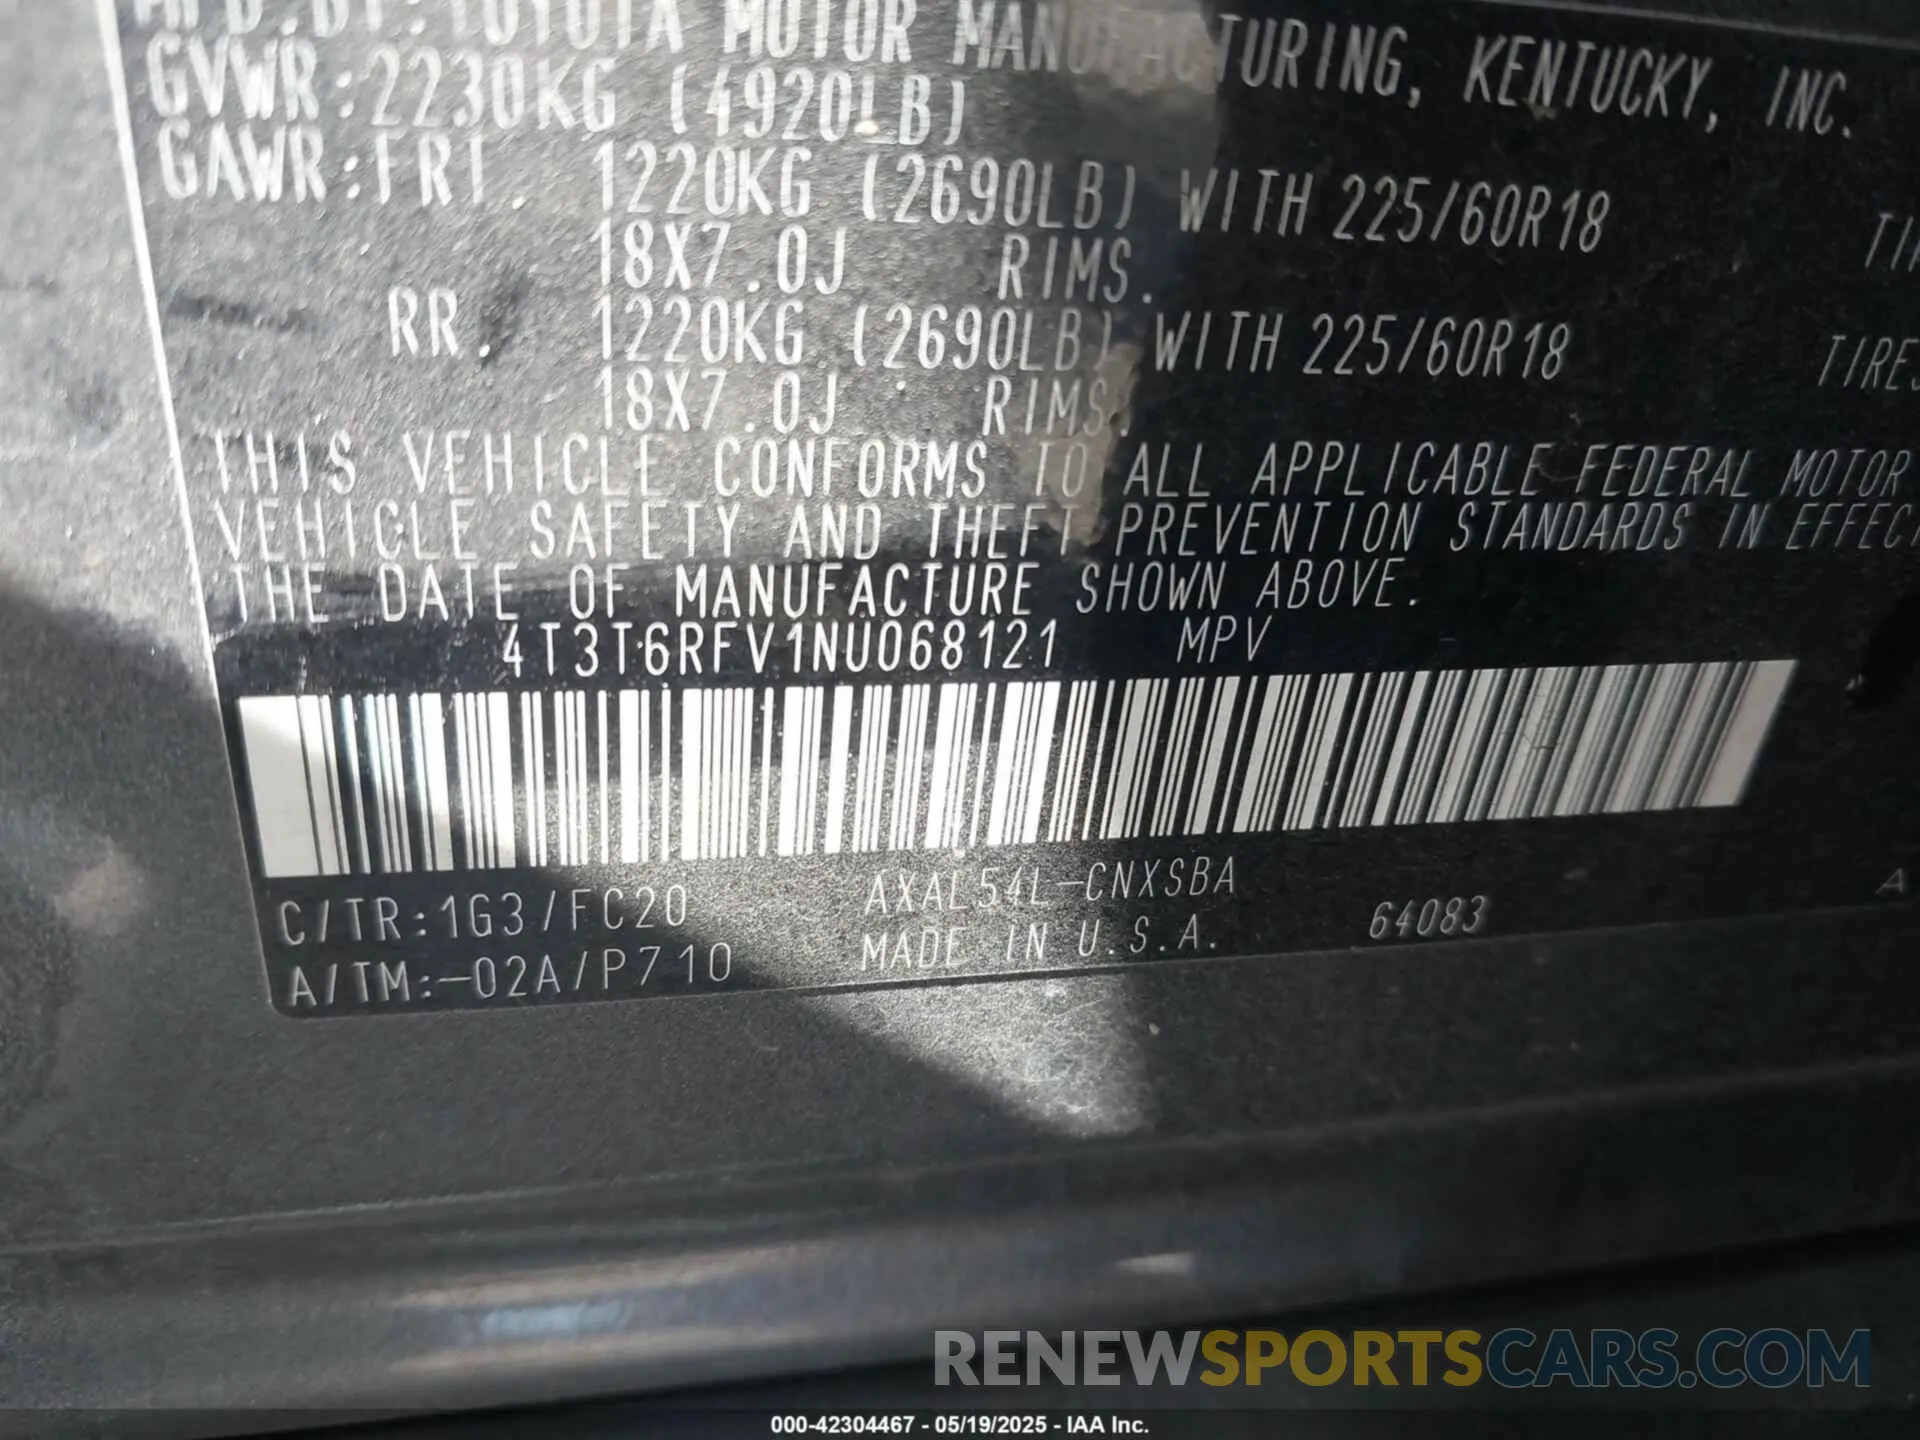 MFD.BY:TOYOTA MOTOR MANUFACTURING, KENTUCKY, INC.
GVWR:2230KG (4920LB)
GAWR:FRT. 1220KG (2690LB) WITH 225/60R18
18X7.0J RIMS.
RR. 1220KG (2690LB) WITH 225/60R18 TIRES
18X7.0J RIMS.
THIS VEHICLE CONFORMS TO ALL APPLICABLE FEDERAL MOTOR
VEHICLE SAFETY AND THEFT PREVENTION STANDARDS IN EFFECT
THE DATE OF MANUFACTURE SHOWN ABOVE.
4T3T6RFV1NU068121 MPV
C/TR:1G3/FC20 AXAL54L-CNXSBA
A/TM:-02A/P710 MADE IN U.S.A. 64083
RENEWSPORTSCARS.COM
000-42304467 - 05/19/2025 - IAA Inc.